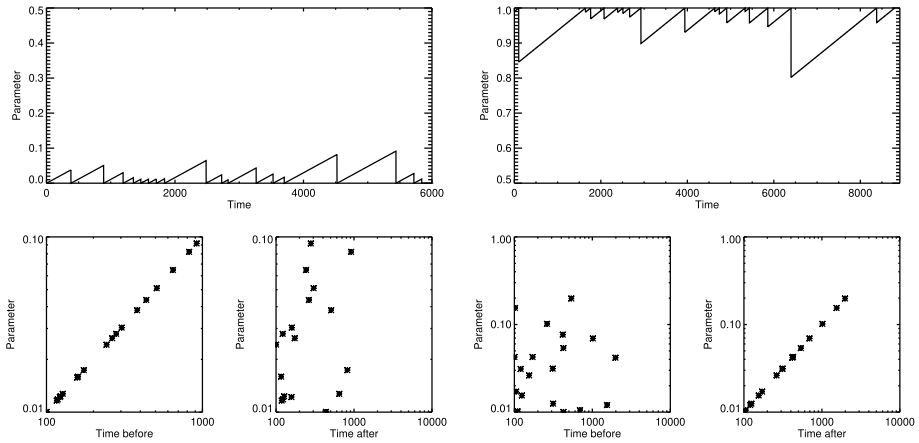 0.5
0.4
0.3
0.2
0.1
0.0
Parameter
0 2000 4000 6000
Time
1.0
0.9
0.8
0.7
0.6
0.5
Parameter
0 2000 4000 6000 8000
Time
0.10
0.01
Parameter
100 1000
Time before
0.10
0.01
Parameter
100 1000 10000
Time after
1.00
0.10
0.01
Parameter
100 1000 10000
Time before
1.00
0.10
0.01
Parameter
100 1000 10000
Time after